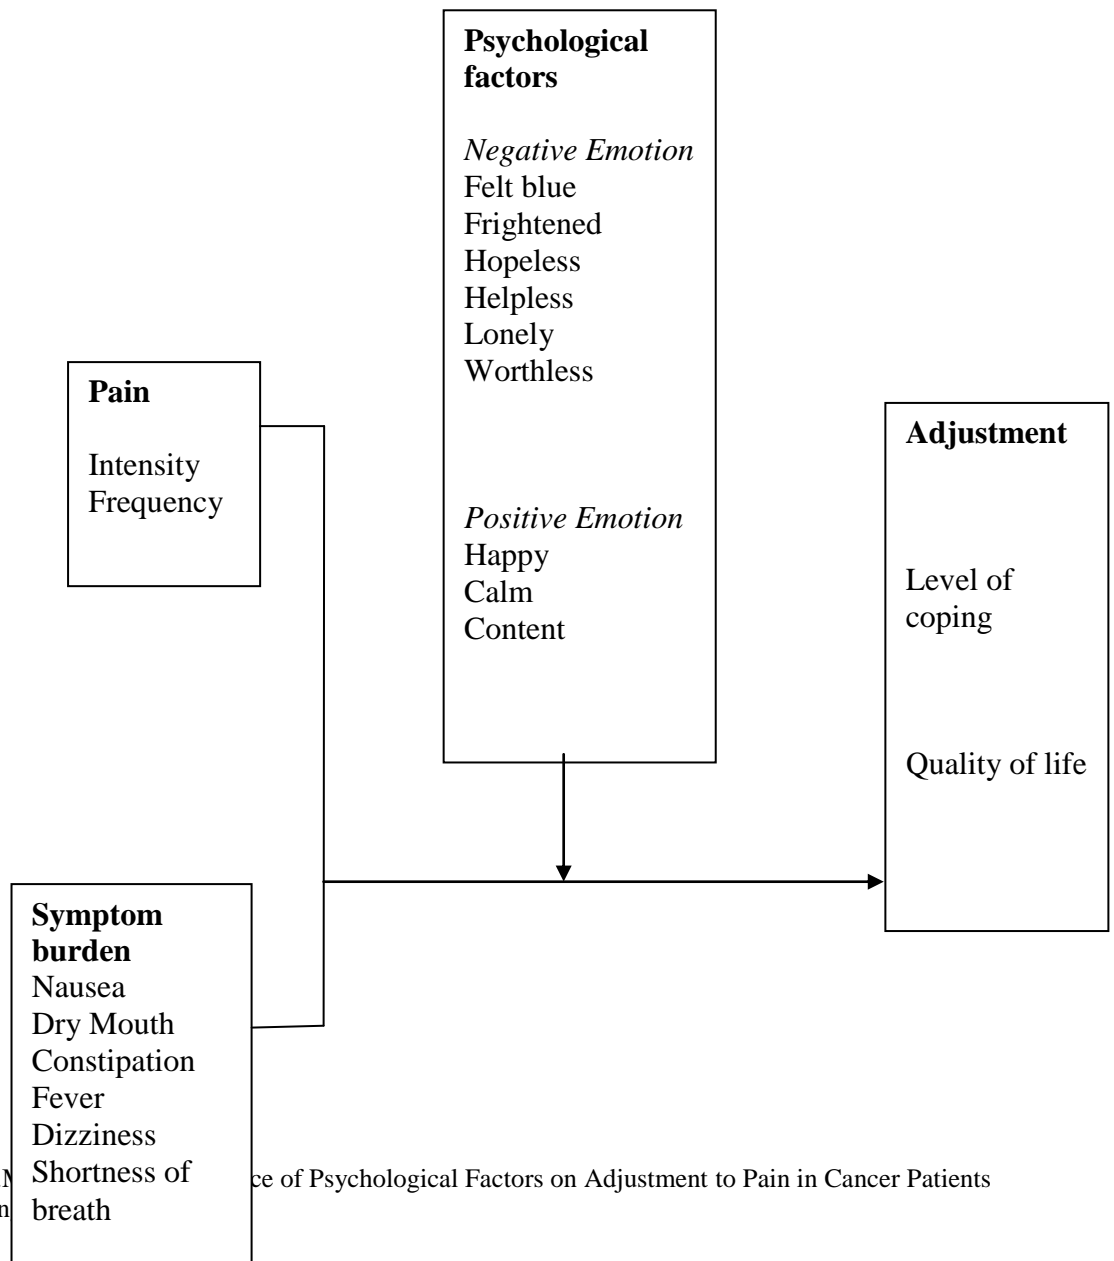 Psychological
factors
Negative Emotion
Felt blue
Frightened
Hopeless
Helpless
Lonely
Worthless
Positive Emotion
Happy
Calm
Content
Pain
Intensity
Frequency
Adjustment
Level of
coping
Quality of life
Symptom
burden
Nausea
Dry Mouth
Constipation
Fever
Dizziness
Shortness of
breath
of Psychological Factors on Adjustment to Pain in Cancer Patients